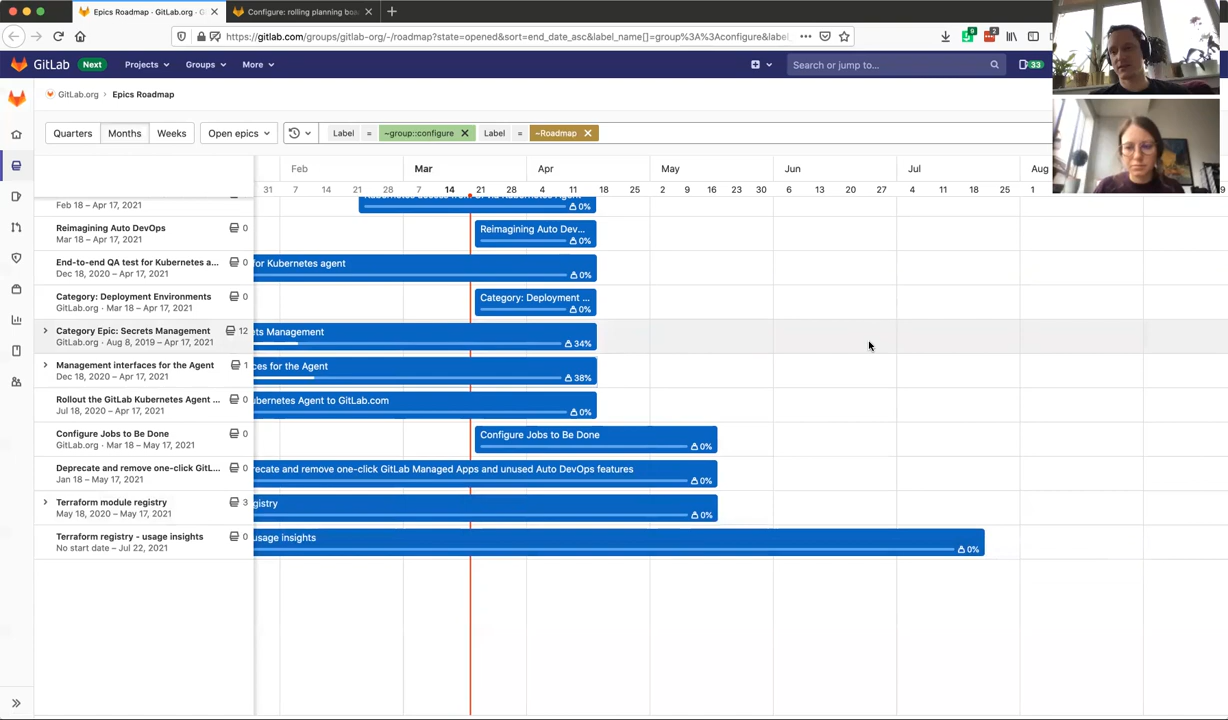 Epics Roadmap · GitLab.org
Configure: rolling planning boa
https://gitlab.com/groups/gitlab-org/-/roadmap?state=opened&sort=end_date_asc&label_name[]=group%3A%3Aconfigure&label_
9
2
GitLab
Next
Projects
Groups
More
Search or jump to...
33
GitLab.org > Epics Roadmap
Quarters
Months
Weeks
Open epics
Label = ~group::configure
Label = ~Roadmap
Feb
Mar
Apr
May
Jun
Jul
Aug
31 7 14 21 28 7 14 21 28 4 11 18 25 2 9 16 23 30 6 13 20 27 4 11 18 25 1
Feb 18 – Apr 17, 2021
0%
Reimagining Auto DevOps
0
Mar 18 – Apr 17, 2021
Reimagining Auto Dev...
0%
End-to-end QA test for Kubernetes a...
0
Dec 18, 2020 – Apr 17, 2021
for Kubernetes agent
0%
Category: Deployment Environments
0
GitLab.org · Mar 18 – Apr 17, 2021
Category: Deployment ...
0%
Category Epic: Secrets Management
12
GitLab.org · Aug 8, 2019 – Apr 17, 2021
ets Management
34%
Management interfaces for the Agent
1
Dec 18, 2020 – Apr 17, 2021
ces for the Agent
38%
Rollout the GitLab Kubernetes Agent ...
0
Jul 18, 2020 – Apr 17, 2021
ubernetes Agent to GitLab.com
0%
Configure Jobs to Be Done
0
GitLab.org · Mar 18 – May 17, 2021
Configure Jobs to Be Done
0%
Deprecate and remove one-click GitL...
0
Jan 18 – May 17, 2021
recate and remove one-click GitLab Managed Apps and unused Auto DevOps features
0%
Terraform module registry
3
May 18, 2020 – May 17, 2021
gistry
0%
Terraform registry - usage insights
0
No start date – Jul 22, 2021
usage insights
0%